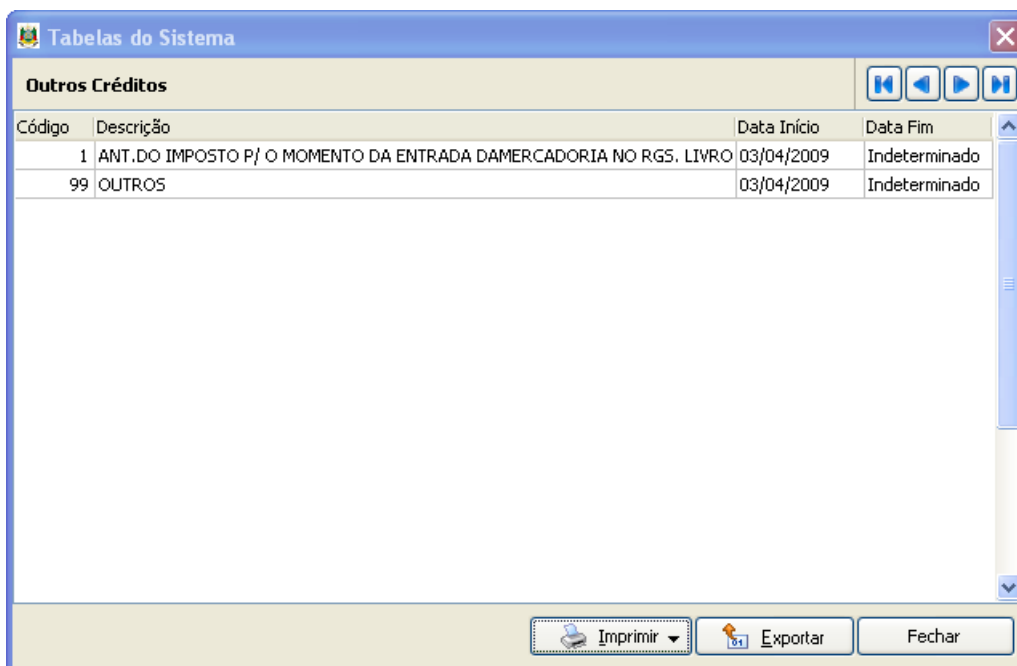 Tabelas do Sistema
Outros Créditos
Código Descrição Data Início Data Fim
1 ANT.DO IMPOSTO P/ O MOMENTO DA ENTRADA DAMERCADORIA NO RGS. LIVRO 03/04/2009 Indeterminado
99 OUTROS 03/04/2009 Indeterminado
Imprimir Exportar Fechar